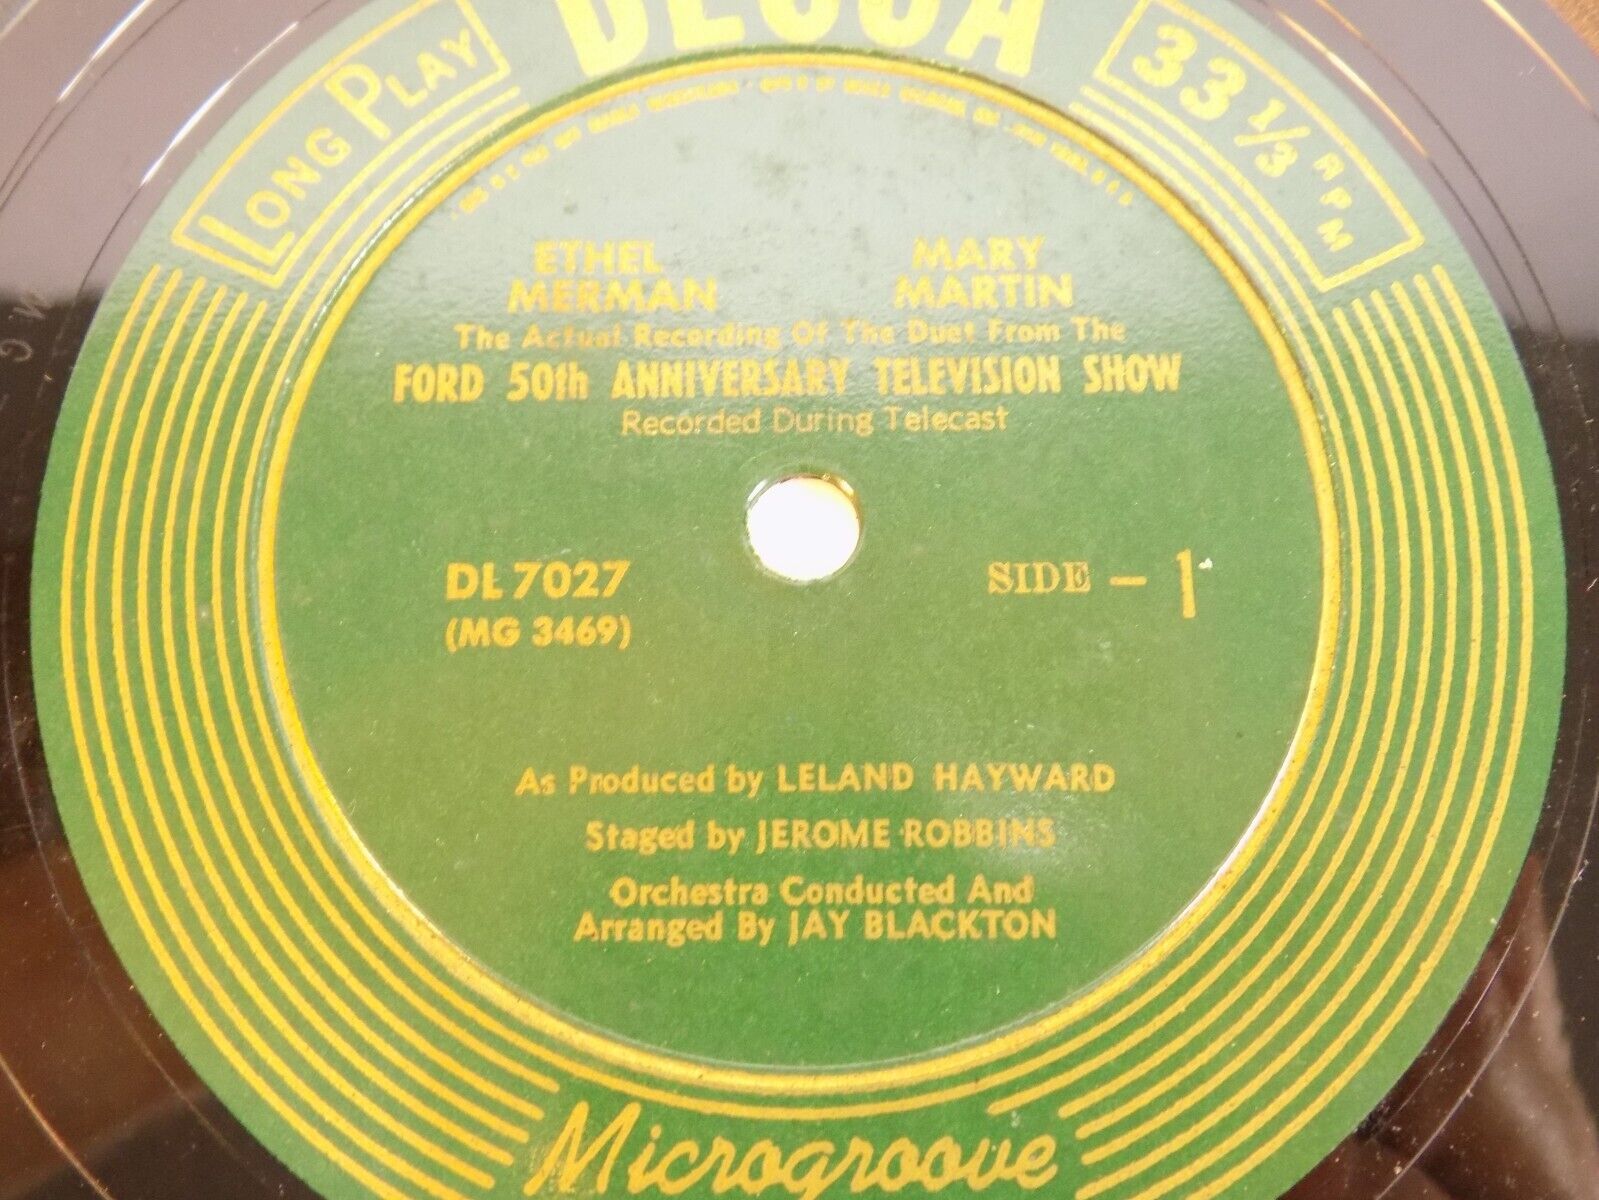 DECCA
LONG PLAY
33 1/3 RPM
ETHEL MERMAN
MARY MARTIN
The Actual Recording Of The Duet From The
FORD 50th ANNIVERSARY TELEVISION SHOW
Recorded During Telecast
DL 7027
(MG 3469)
SIDE - 1
As Produced by LELAND HAYWARD
Staged by JEROME ROBBINS
Orchestra Conducted And
Arranged By JAY BLACKTON
Microgroove